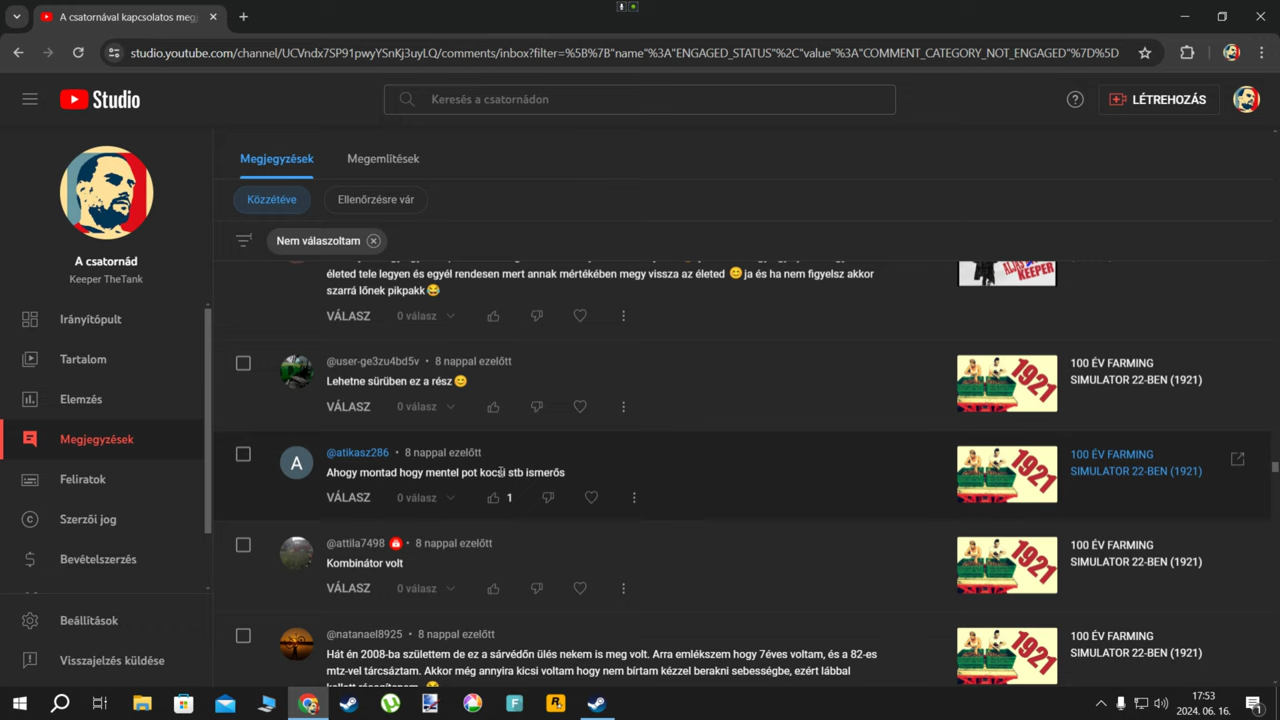 A csatornával kapcsolatos meg
studio.youtube.com/channel/UCVndx7SP91pwyYSnKj3uyLQ/comments/inbox?filter=%5B%7B"name"%3A"ENGAGED_STATUS"%2C"value"%3A"COMMENT_CATEGORY_NOT_ENGAGED"%7D%5D
Studio
Keresés a csatornádon
LÉTREHOZÁS
A csatornád
Keeper TheTank
Irányítópult
Tartalom
Elemzés
Megjegyzések
Feliratok
Szerzői jog
Bevételszerzés
Beállítások
Visszajelzés küldése
Megjegyzések
Megemlítések
Közzétéve
Ellenőrzésre vár
Nem válaszoltam
életed tele legyen és egyél rendesen mert annak mértékében megy vissza az életed 😊 ja és ha nem figyelsz akkor
szarrá lőnek pikpakk 😂
VÁLASZ 0 válasz
KEEPER
@user-ge3zu4bd5v • 8 nappal ezelőtt
Lehetne sürüben ez a rész 😊
VÁLASZ 0 válasz
1921
100 ÉV FARMING
SIMULATOR 22-BEN (1921)
@atikasz286 • 8 nappal ezelőtt
A
Ahogy montad hogy mentel pot kocsi stb ismerős
VÁLASZ 0 válasz 1
1921
100 ÉV FARMING
SIMULATOR 22-BEN (1921)
@attila7498 • 8 nappal ezelőtt
Kombinátor volt
VÁLASZ 0 válasz
1921
100 ÉV FARMING
SIMULATOR 22-BEN (1921)
@natanael8925 • 8 nappal ezelőtt
Hát én 2008-ba születtem de ez a sárvédőn ülés nekem is meg volt. Arra emlékszem hogy 7éves voltam, és a 82-es
mtz-vel tárcsáztam. Akkor meg annyira kicsi voltam hogy nem bírtam kézzel berakni sebességbe, ezért lábbal
1921
100 ÉV FARMING
SIMULATOR 22-BEN (1921)
17:53
2024. 06. 16.
1